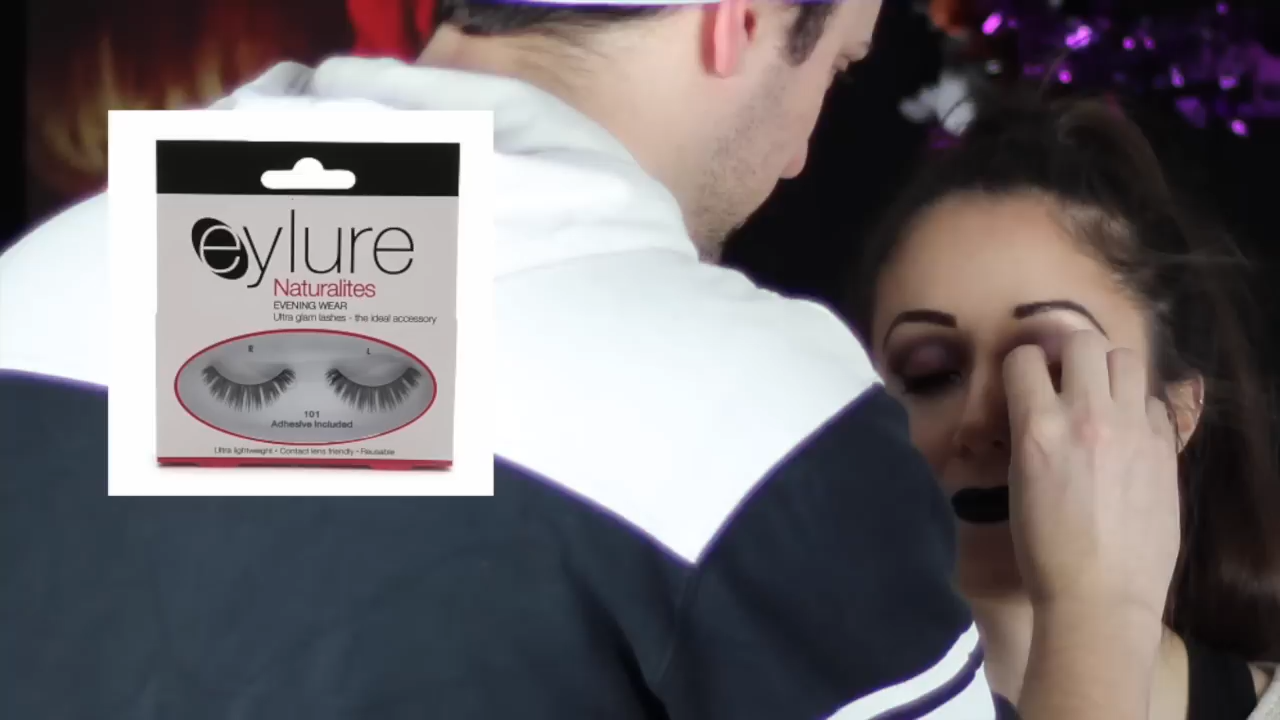 eylure
Naturalites
EVENING WEAR
Ultra glam lashes - the ideal accessory
R L
101
Adhesive Included
Ultra lightweight • Contact lens friendly • Reusable